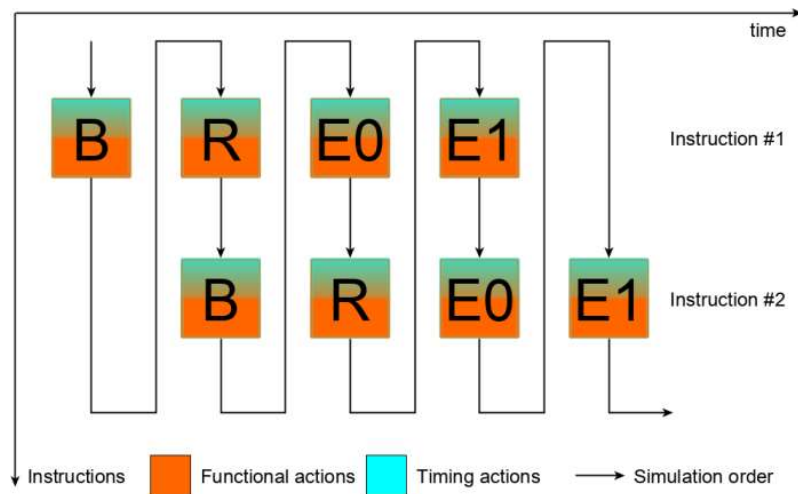 time
B R E0 E1 Instruction #1
B R E0 E1 Instruction #2
Instructions Functional actions Timing actions Simulation order